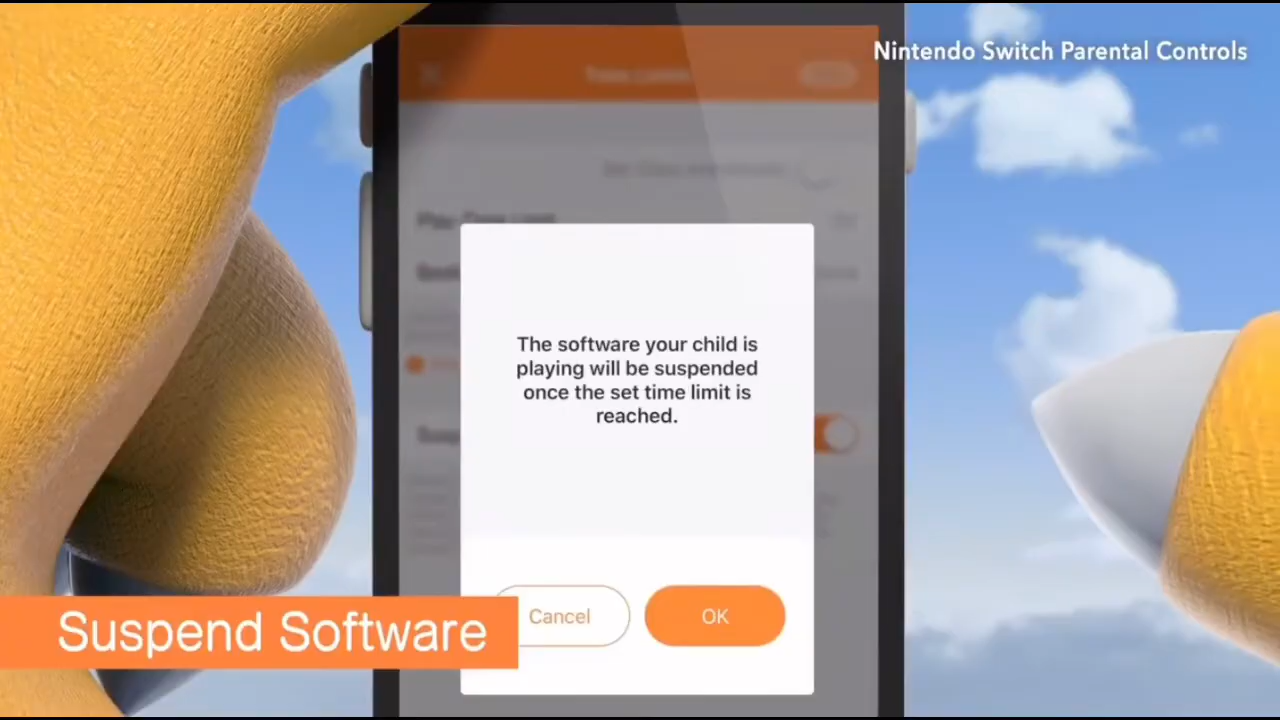 Nintendo Switch Parental Controls
The software your child is
playing will be suspended
once the set time limit is
reached.
Cancel
OK
Suspend Software